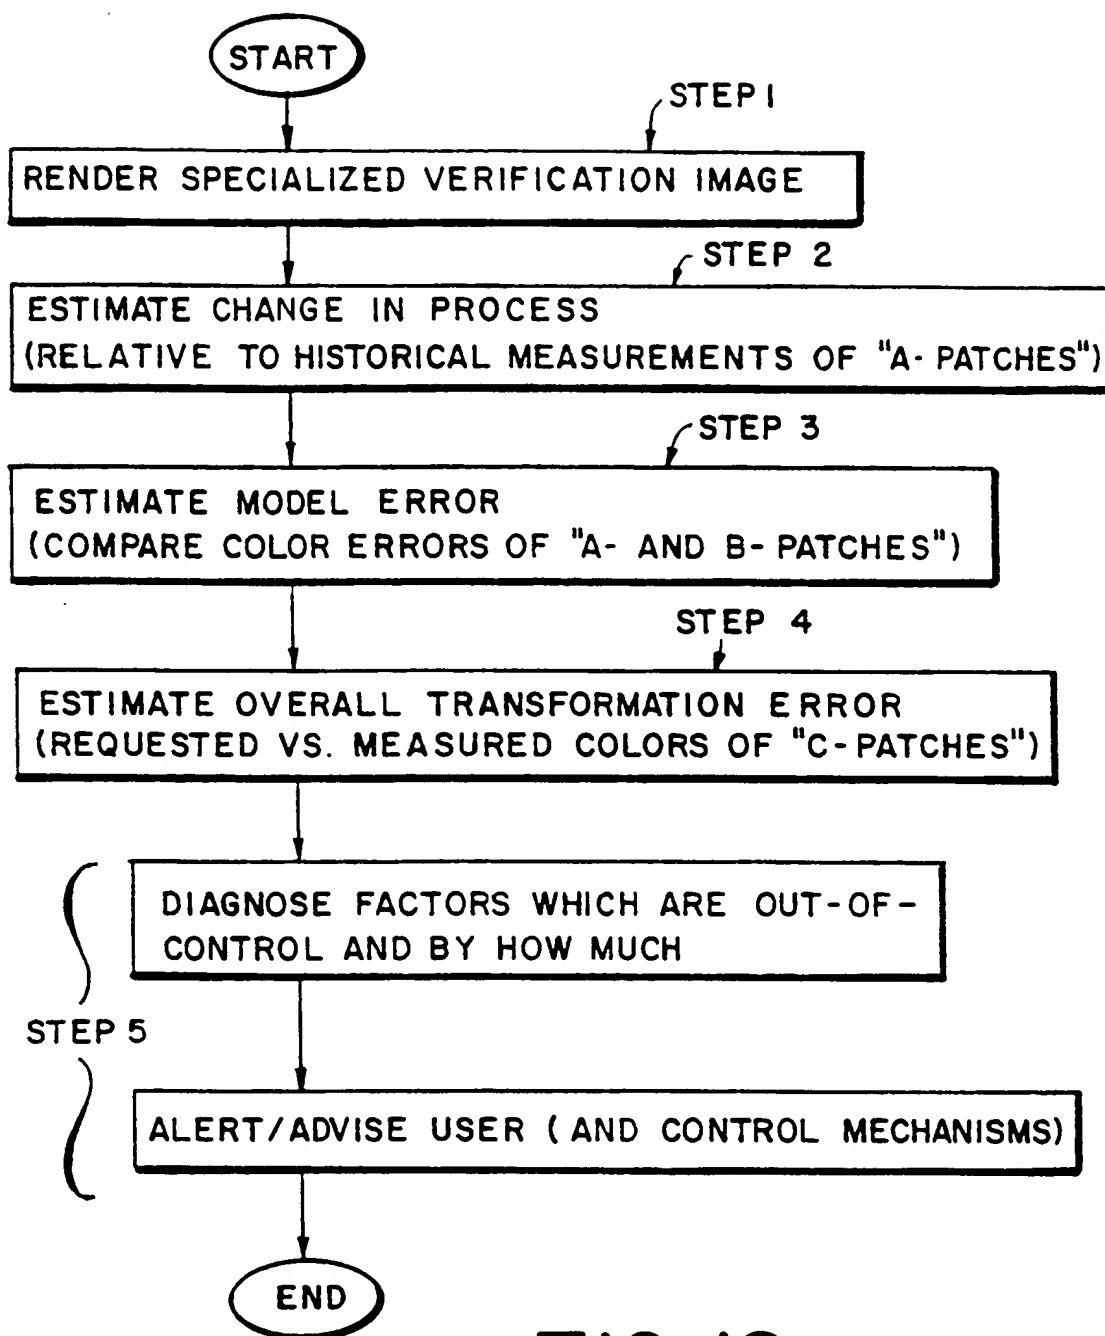 START
STEP 1
RENDER SPECIALIZED VERIFICATION IMAGE
STEP 2
ESTIMATE CHANGE IN PROCESS
(RELATIVE TO HISTORICAL MEASUREMENTS OF "A-PATCHES")
STEP 3
ESTIMATE MODEL ERROR
(COMPARE COLOR ERRORS OF "A- AND B-PATCHES")
STEP 4
ESTIMATE OVERALL TRANSFORMATION ERROR
(REQUESTED VS. MEASURED COLORS OF "C-PATCHES")
DIAGNOSE FACTORS WHICH ARE OUT-OF-
CONTROL AND BY HOW MUCH
STEP 5
ALERT/ADVISE USER (AND CONTROL MECHANISMS)
END